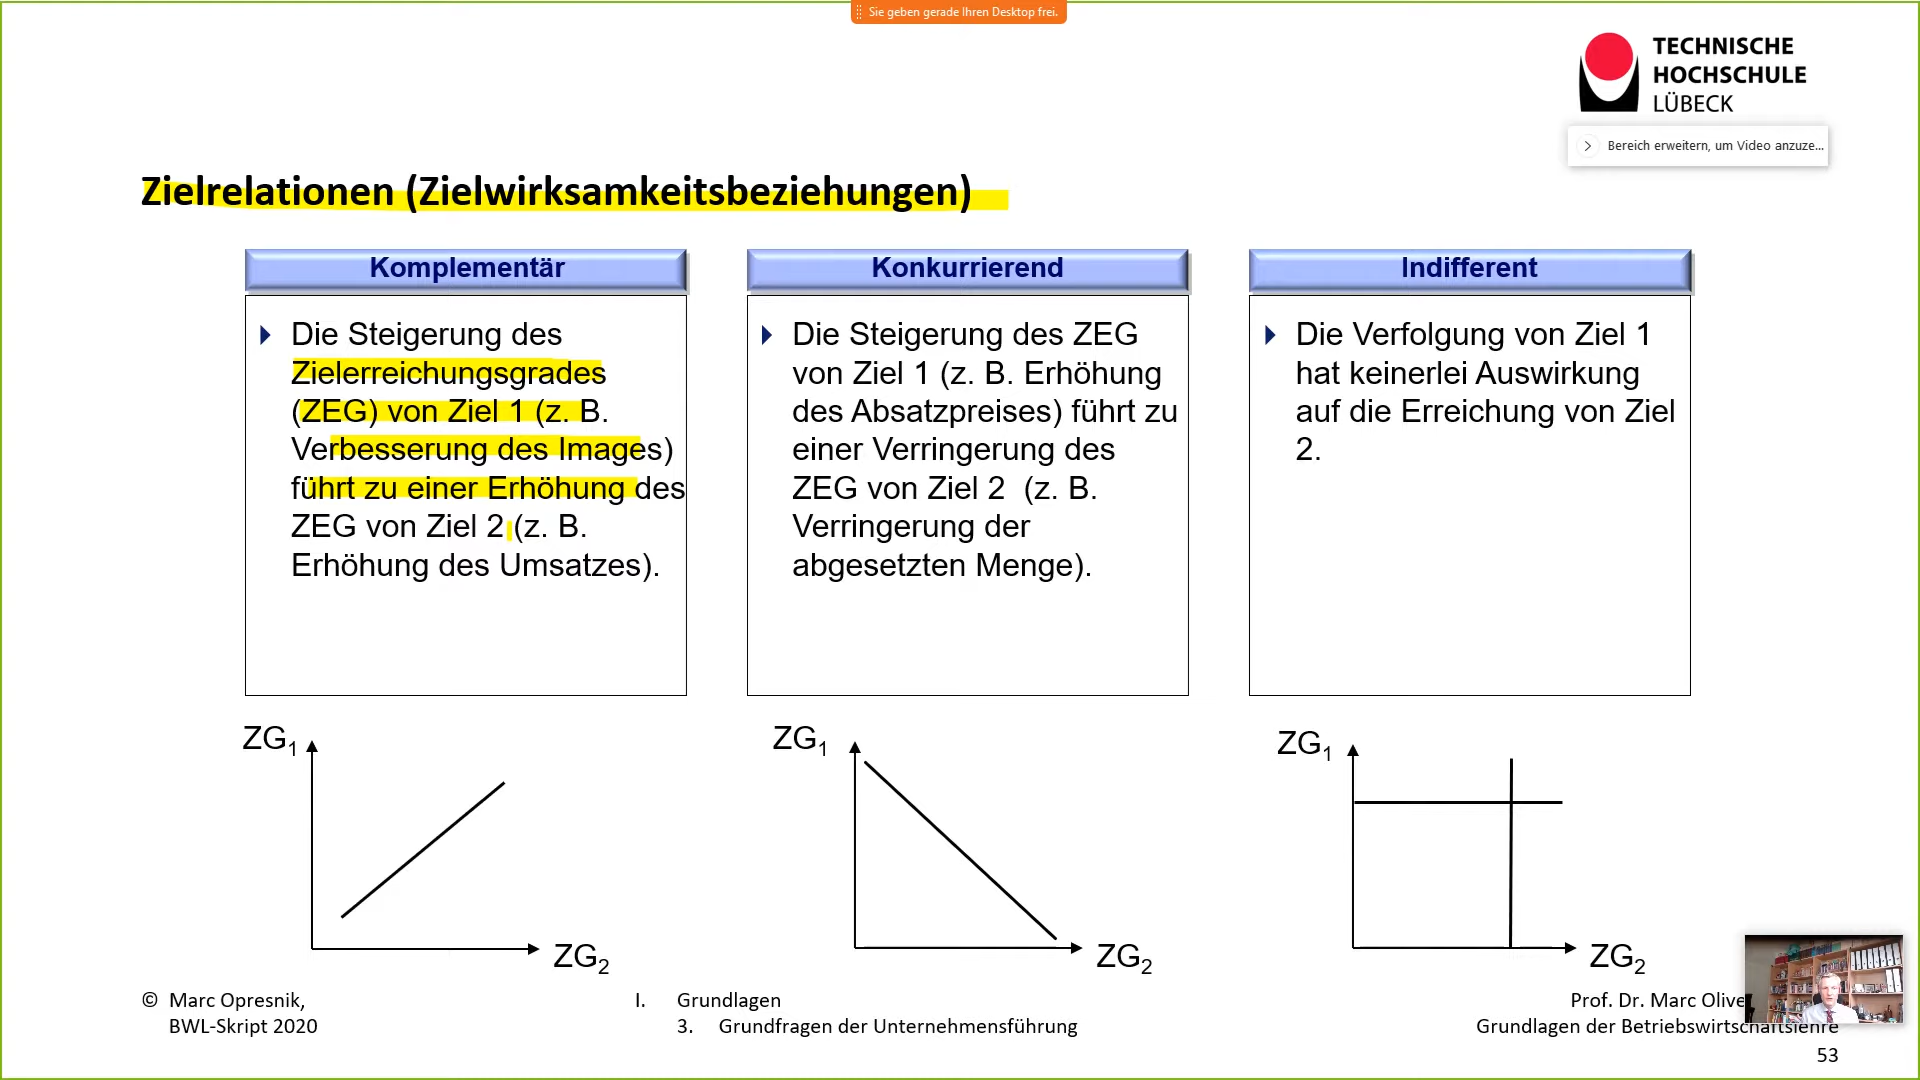 Sie geben gerade Ihren Desktop frei.
TECHNISCHE
HOCHSCHULE
LÜBECK
Bereich erweitern, um Video anzuze...
Zielrelationen (Zielwirksamkeitsbeziehungen)
Komplementär
Die Steigerung des
Zielerreichungsgrades
(ZEG) von Ziel 1 (z. B.
Verbesserung des Images)
führt zu einer Erhöhung des
ZEG von Ziel 2 (z. B.
Erhöhung des Umsatzes).
Konkurrierend
Die Steigerung des ZEG
von Ziel 1 (z. B. Erhöhung
des Absatzpreises) führt zu
einer Verringerung des
ZEG von Ziel 2 (z. B.
Verringerung der
abgesetzten Menge).
Indifferent
Die Verfolgung von Ziel 1
hat keinerlei Auswirkung
auf die Erreichung von Ziel
2.
ZG1
ZG2
ZG1
ZG2
ZG1
ZG2
© Marc Opresnik,
BWL-Skript 2020
I. Grundlagen
3. Grundfragen der Unternehmensführung
Prof. Dr. Marc Olive
Grundlagen der Betriebswirtschaftslehre
53